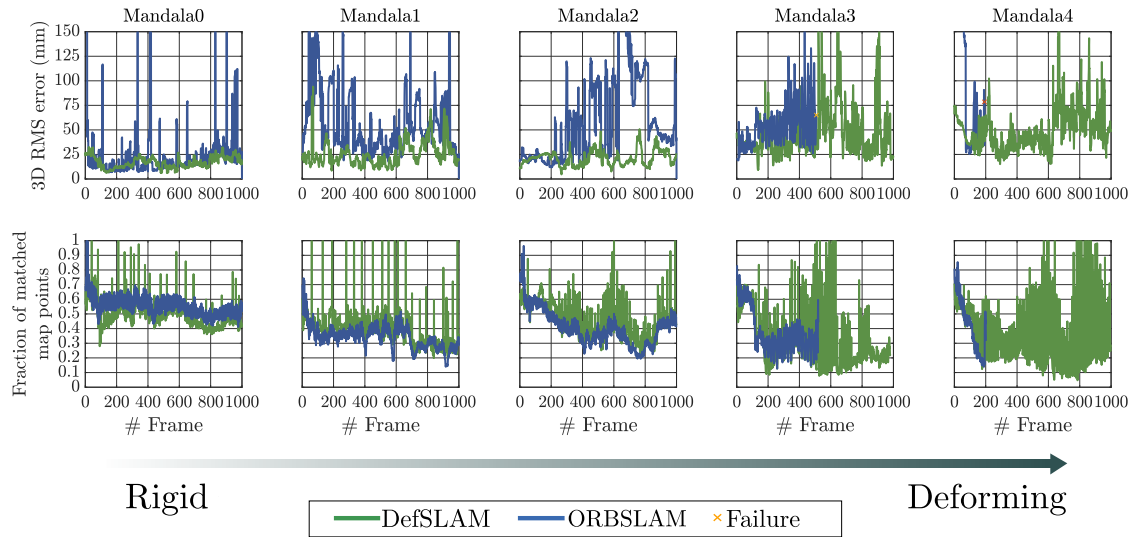 Mandala0 Mandala1 Mandala2 Mandala3 Mandala4
3D RMS error (mm)
150
125
100
75
50
25
0
0 200 400 600 800 1000 0 200 400 600 800 1000 0 200 400 600 800 1000 0 200 400 600 800 1000 0 200 400 600 800 1000
Fraction of matched
map points
1
0.9
0.8
0.7
0.6
0.5
0.4
0.3
0.2
0.1
0
0 200 400 600 800 1000 0 200 400 600 800 1000 0 200 400 600 800 1000 0 200 400 600 800 1000 0 200 400 600 800 1000
# Frame # Frame # Frame # Frame # Frame
Rigid Deforming
DefSLAM ORBSLAM Failure